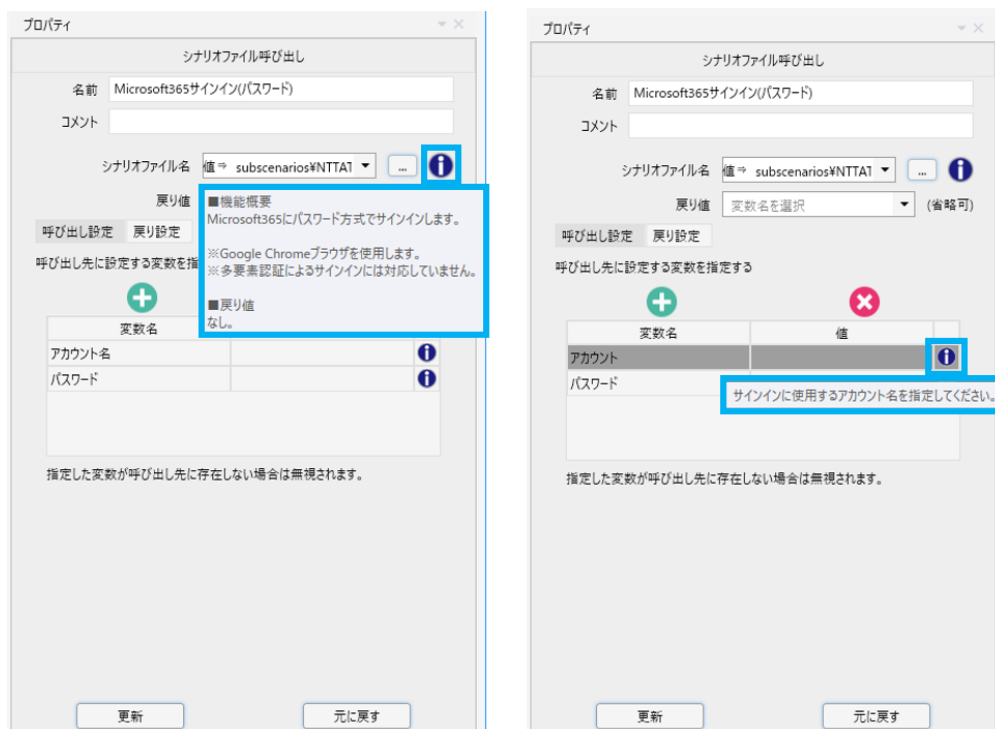 プロパティ
シナリオファイル呼び出し
名前 Microsoft365サインイン(パスワード)
コメント
シナリオファイル名 値⇒ subscenarios¥NTTAT ...
戻り値
■機能概要
Microsoft365にパスワード方式でサインインします。
※Google Chromeブラウザを使用します。
※多要素認証によるサインインには対応していません。
■戻り値
なし。
呼び出し設定 戻り設定
呼び出し先に設定する変数を指
変数名
アカウント名
パスワード
指定した変数が呼び出し先に存在しない場合は無視されます。
更新 元に戻す
プロパティ
シナリオファイル呼び出し
名前 Microsoft365サインイン(パスワード)
コメント
シナリオファイル名 値⇒ subscenarios¥NTTAT ...
戻り値 変数名を選択 (省略可)
呼び出し設定 戻り設定
呼び出し先に設定する変数を指定する
変数名 値
アカウント
パスワード
サインインに使用するアカウント名を指定してください。
指定した変数が呼び出し先に存在しない場合は無視されます。
更新 元に戻す